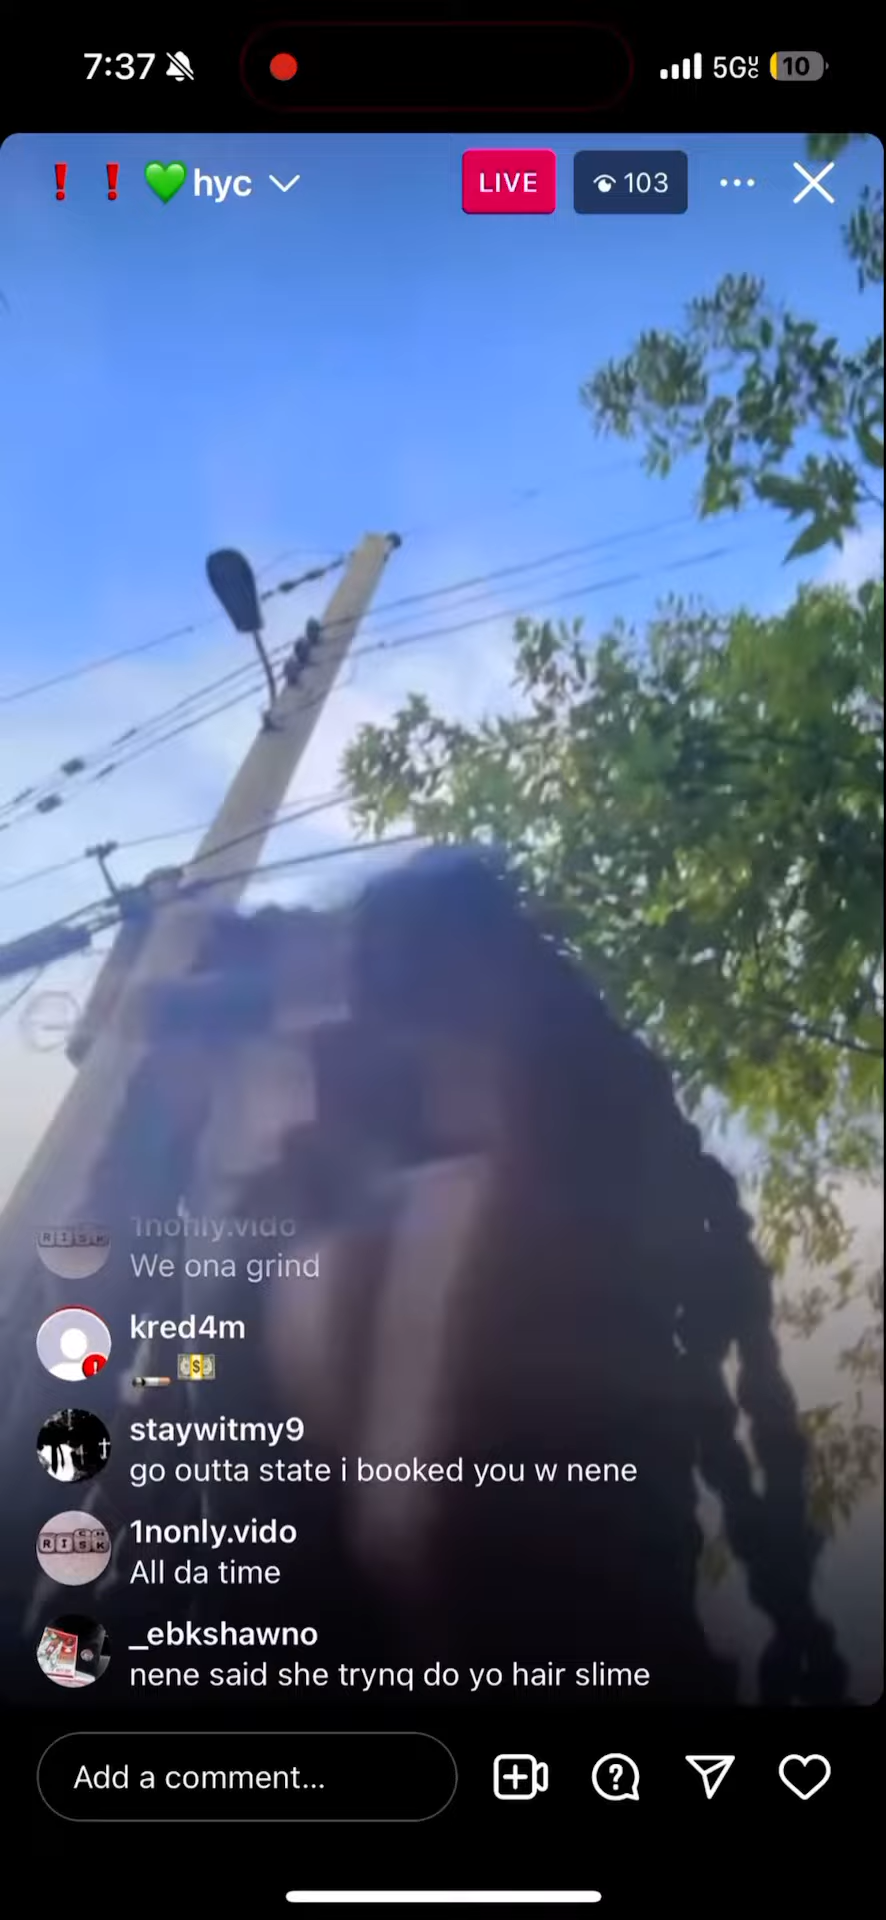 7:37
5GUC
10
❗❗💚hyc
LIVE
103
1nonly.vido
We ona grind
kred4m
🚬💵
staywitmy9
go outta state i booked you w nene
1nonly.vido
All da time
_ebkshawno
nene said she trynq do yo hair slime
Add a comment...